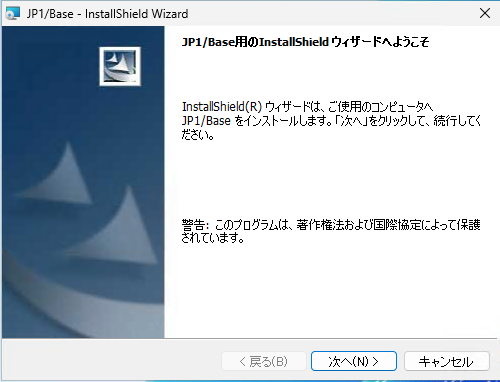 JP1/Base - InstallShield Wizard
JP1/Base用のInstallShield ウィザードへようこそ
InstallShield(R) ウィザードは、ご使用のコンピュータへ
JP1/Base をインストールします。「次へ」をクリックして、続行してく
ださい。
警告: このプログラムは、著作権法および国際協定によって保護
されています。
< 戻る(B)
次へ(N) >
キャンセル